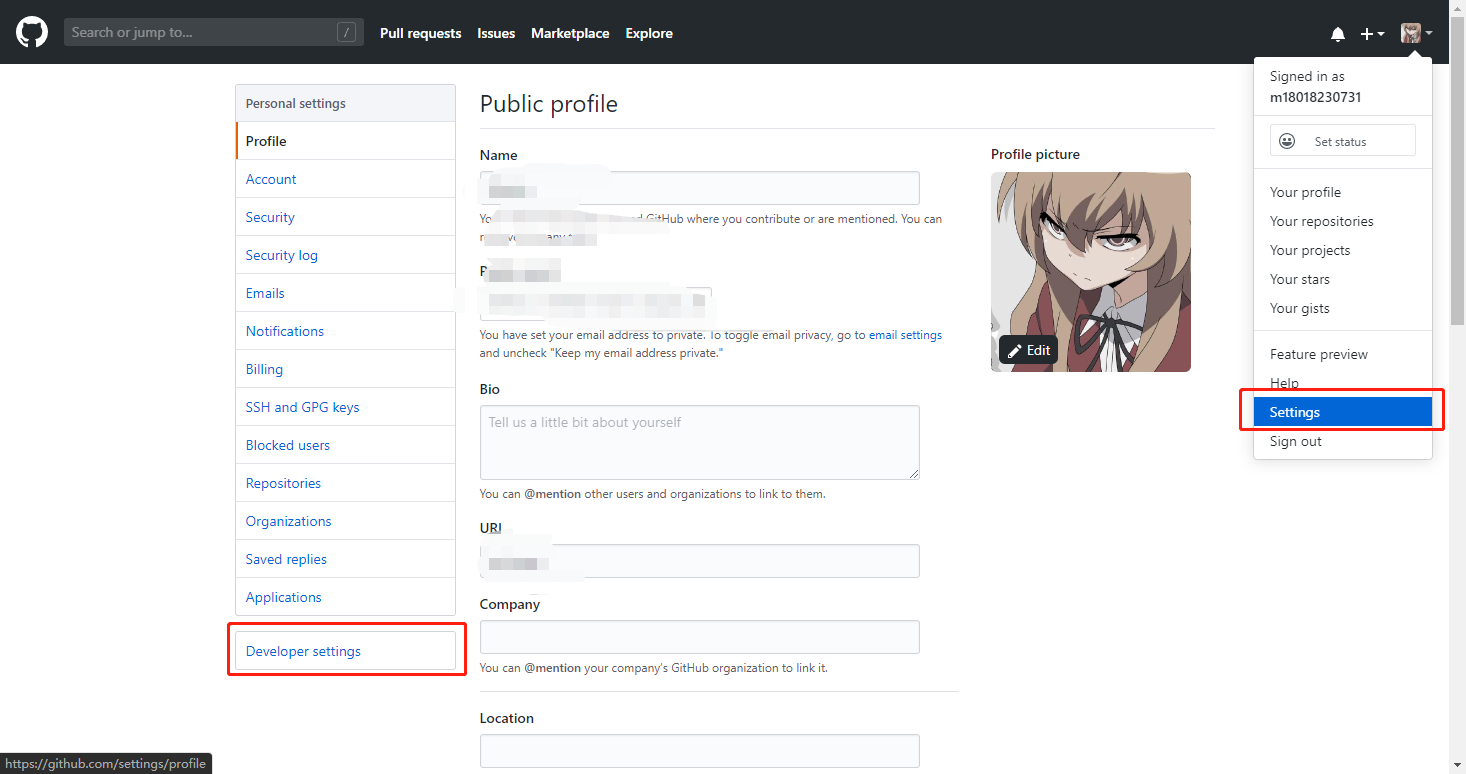 Search or jump to...
/
Pull requests
Issues
Marketplace
Explore
Signed in as
m18018230731
Set status
Your profile
Your repositories
Your projects
Your stars
Your gists
Feature preview
Help
Settings
Sign out
Personal settings
Profile
Account
Security
Security log
Emails
Notifications
Billing
SSH and GPG keys
Blocked users
Repositories
Organizations
Saved replies
Applications
Developer settings
Public profile
Name
GitHub where you contribute or are mentioned. You can
You have set your email address to private. To toggle email privacy, go to email settings
and uncheck "Keep my email address private."
Bio
Tell us a little bit about yourself
You can @mention other users and organizations to link to them.
URL
Company
You can @mention your company's GitHub organization to link it.
Location
Profile picture
Edit
https://github.com/settings/profile